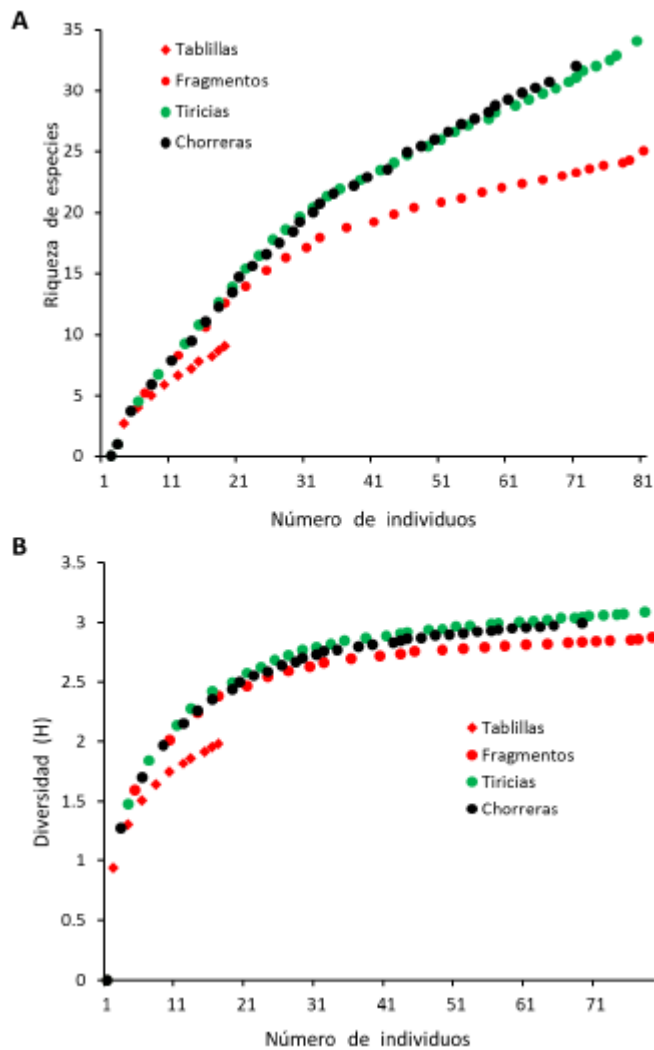 A
35
30
25
20
15
10
5
0
Riqueza de especies
Tablillas
Fragmentos
Tiricias
Chorreras
1 11 21 31 41 51 61 71 81
Número de individuos
B
3.5
3
2.5
2
1.5
1
0.5
0
Diversidad (H)
Tablillas
Fragmentos
Tiricias
Chorreras
1 11 21 31 41 51 61 71
Número de individuos